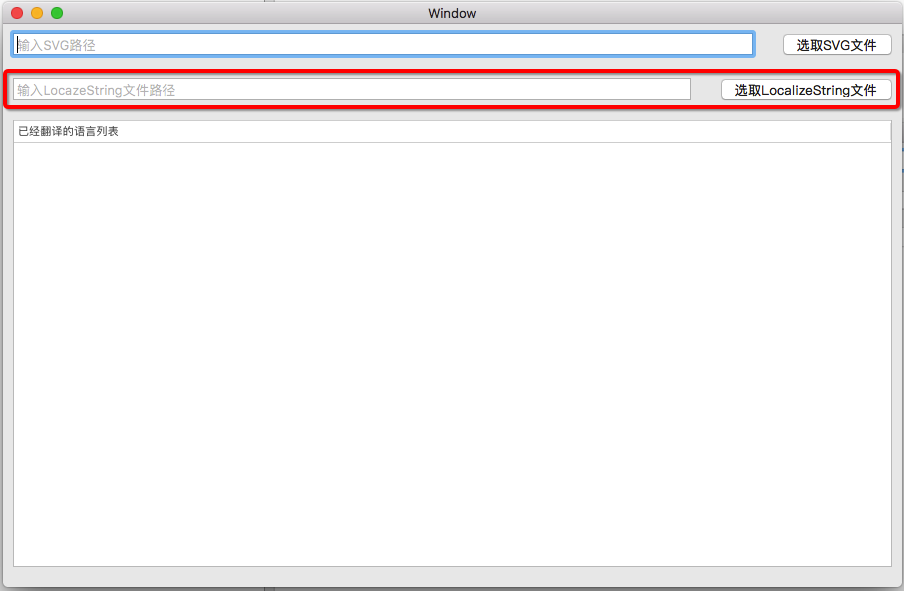 Window
输入SVG路径
选取SVG文件
输入LocazeString文件路径
选取LocalizeString文件
已经翻译的语言列表